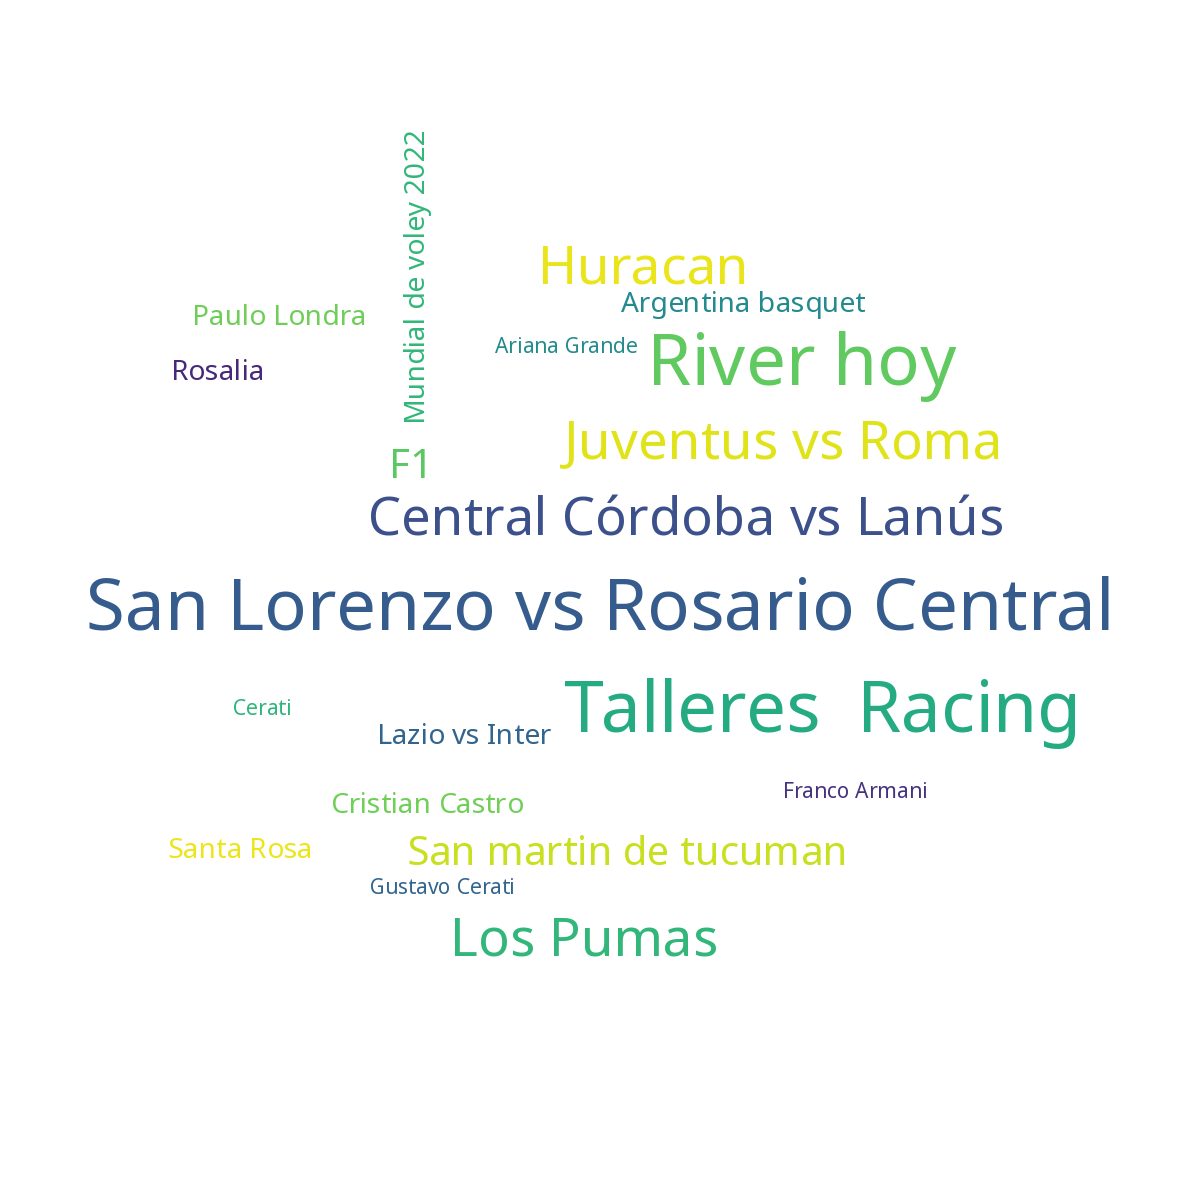 Mundial de voley 2022
Huracan
Argentina basquet
Paulo Londra
Ariana Grande
River hoy
Rosalia
Juventus vs Roma
F1
Central Córdoba vs Lanús
San Lorenzo vs Rosario Central
Talleres  Racing
Cerati
Lazio vs Inter
Franco Armani
Cristian Castro
Santa Rosa
San martin de tucuman
Gustavo Cerati
Los Pumas